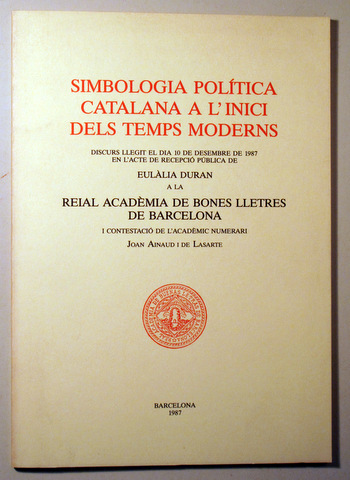 SIMBOLOGIA POLÍTICA
CATALANA A L'INICI
DELS TEMPS MODERNS
DISCURS LLEGIT EL DIA 10 DE DESEMBRE DE 1987
EN L'ACTE DE RECEPCIÓ PÚBLICA DE
EULÀLIA DURAN
A LA
REIAL ACADÈMIA DE BONES LLETRES
DE BARCELONA
I CONTESTACIÓ DE L'ACADÈMIC NUMERARI
JOAN AINAUD I DE LASARTE
BARCELONA
1987